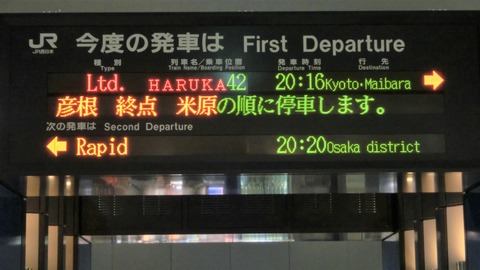 JR 今度の発車は First Departure
JR西日本
種別 列車名/乗車位置 発車時刻 行先
Type Train Name/Boarding Position Departure Time Destination
Ltd. HARUKA42 20:16 Kyoto・Maibara →
彦根 終点 米原の順に停車します。
次の発車は Second Departure
← Rapid 20:20 Osaka district